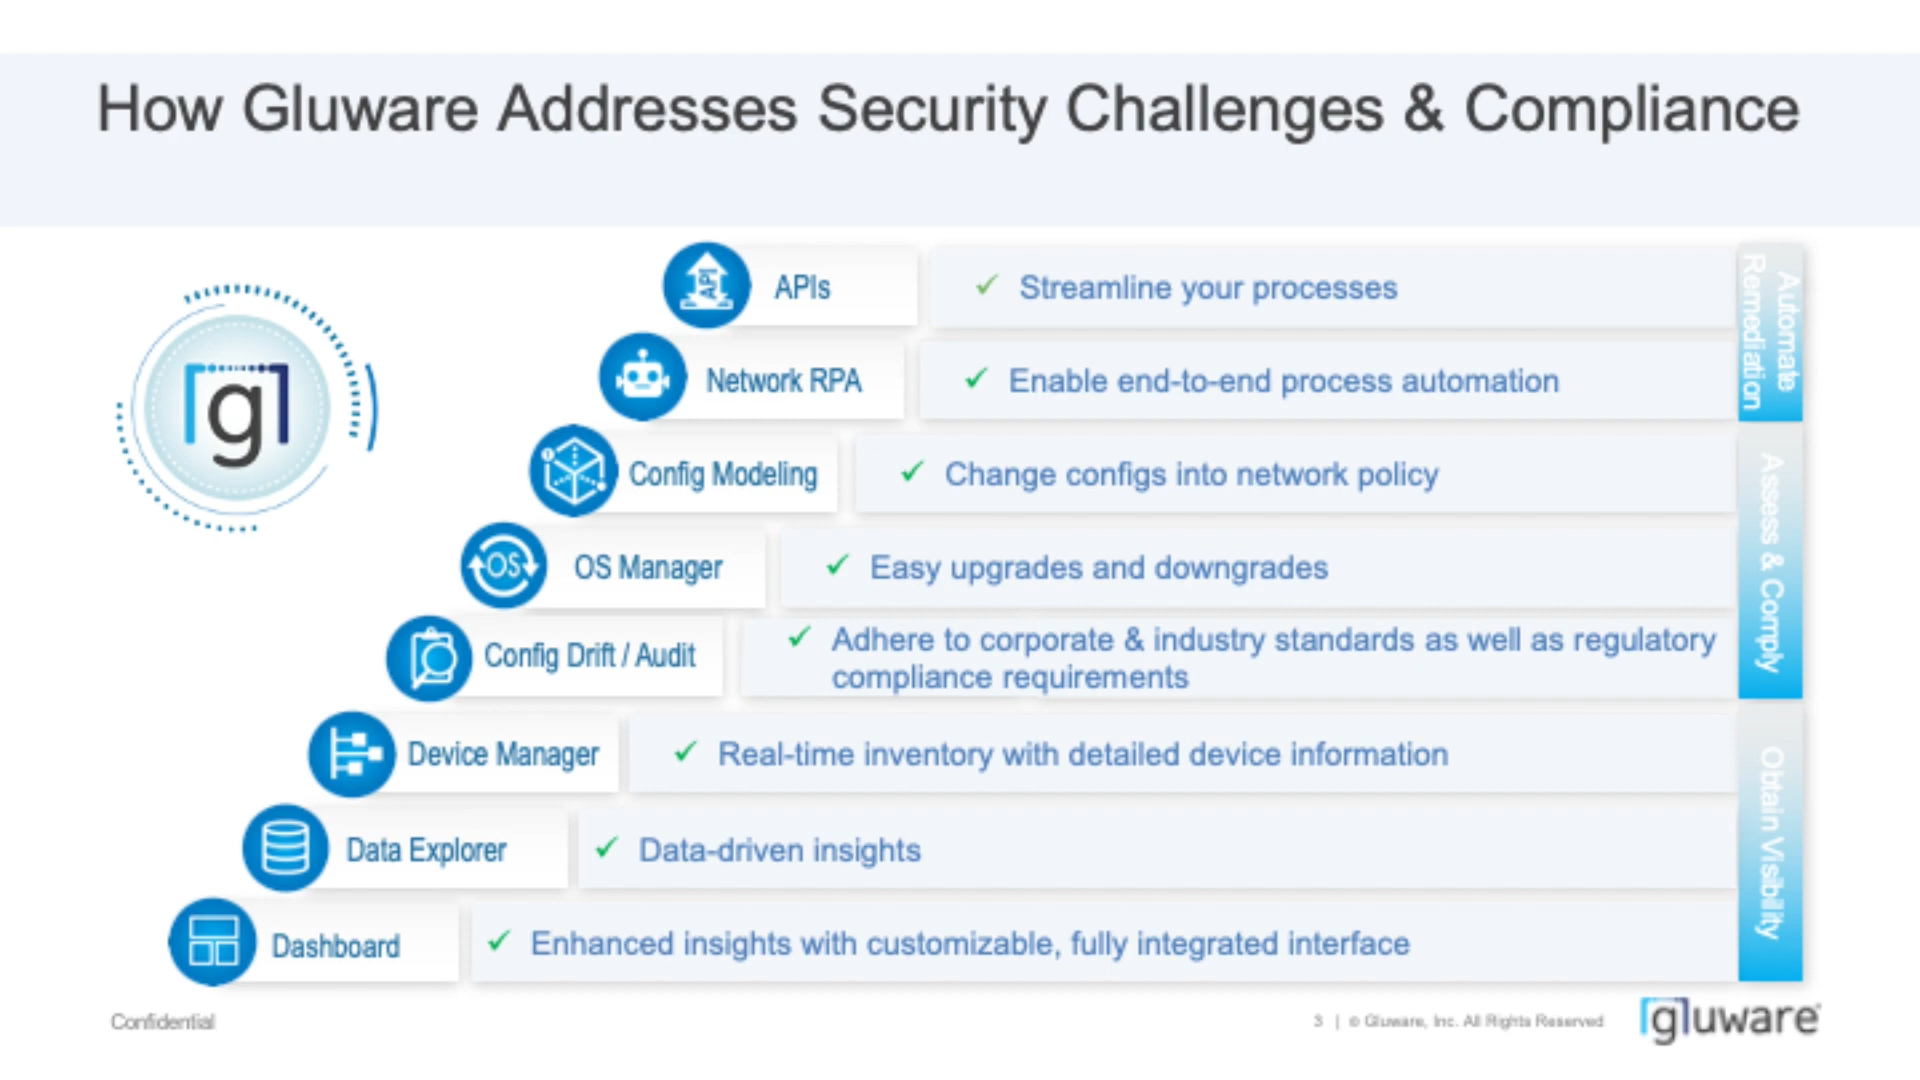 How Gluware Addresses Security Challenges & Compliance
API
APIs
✓ Streamline your processes
Automate
Remediation
Network RPA
✓ Enable end-to-end process automation
Config Modeling
✓ Change configs into network policy
Assess & Comply
OS
OS Manager
✓ Easy upgrades and downgrades
Config Drift / Audit
✓ Adhere to corporate & industry standards as well as regulatory
compliance requirements
Device Manager
✓ Real-time inventory with detailed device information
Obtain Visibility
Data Explorer
✓ Data-driven insights
Dashboard
✓ Enhanced insights with customizable, fully integrated interface
[g]
Confidential
3 | © Gluware, Inc. All Rights Reserved
[g]luware